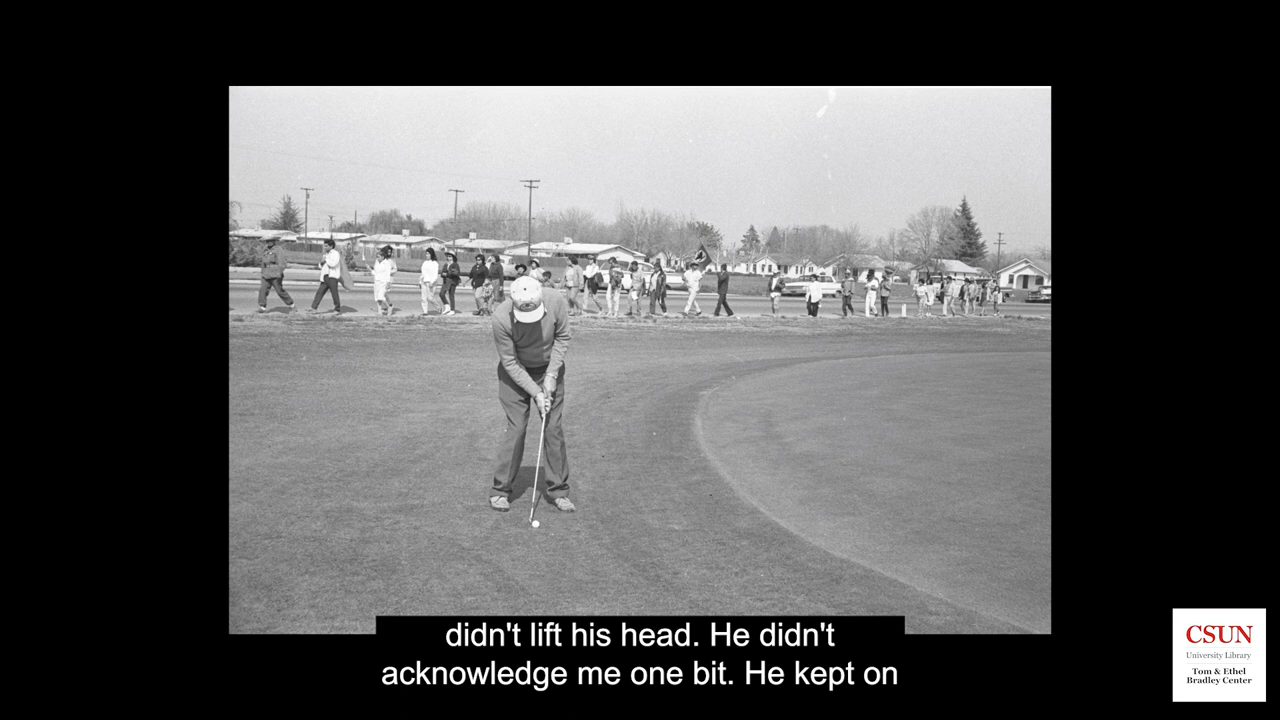 didn't lift his head. He didn't
acknowledge me one bit. He kept on
CSUN
University Library
Tom & Ethel
Bradley Center